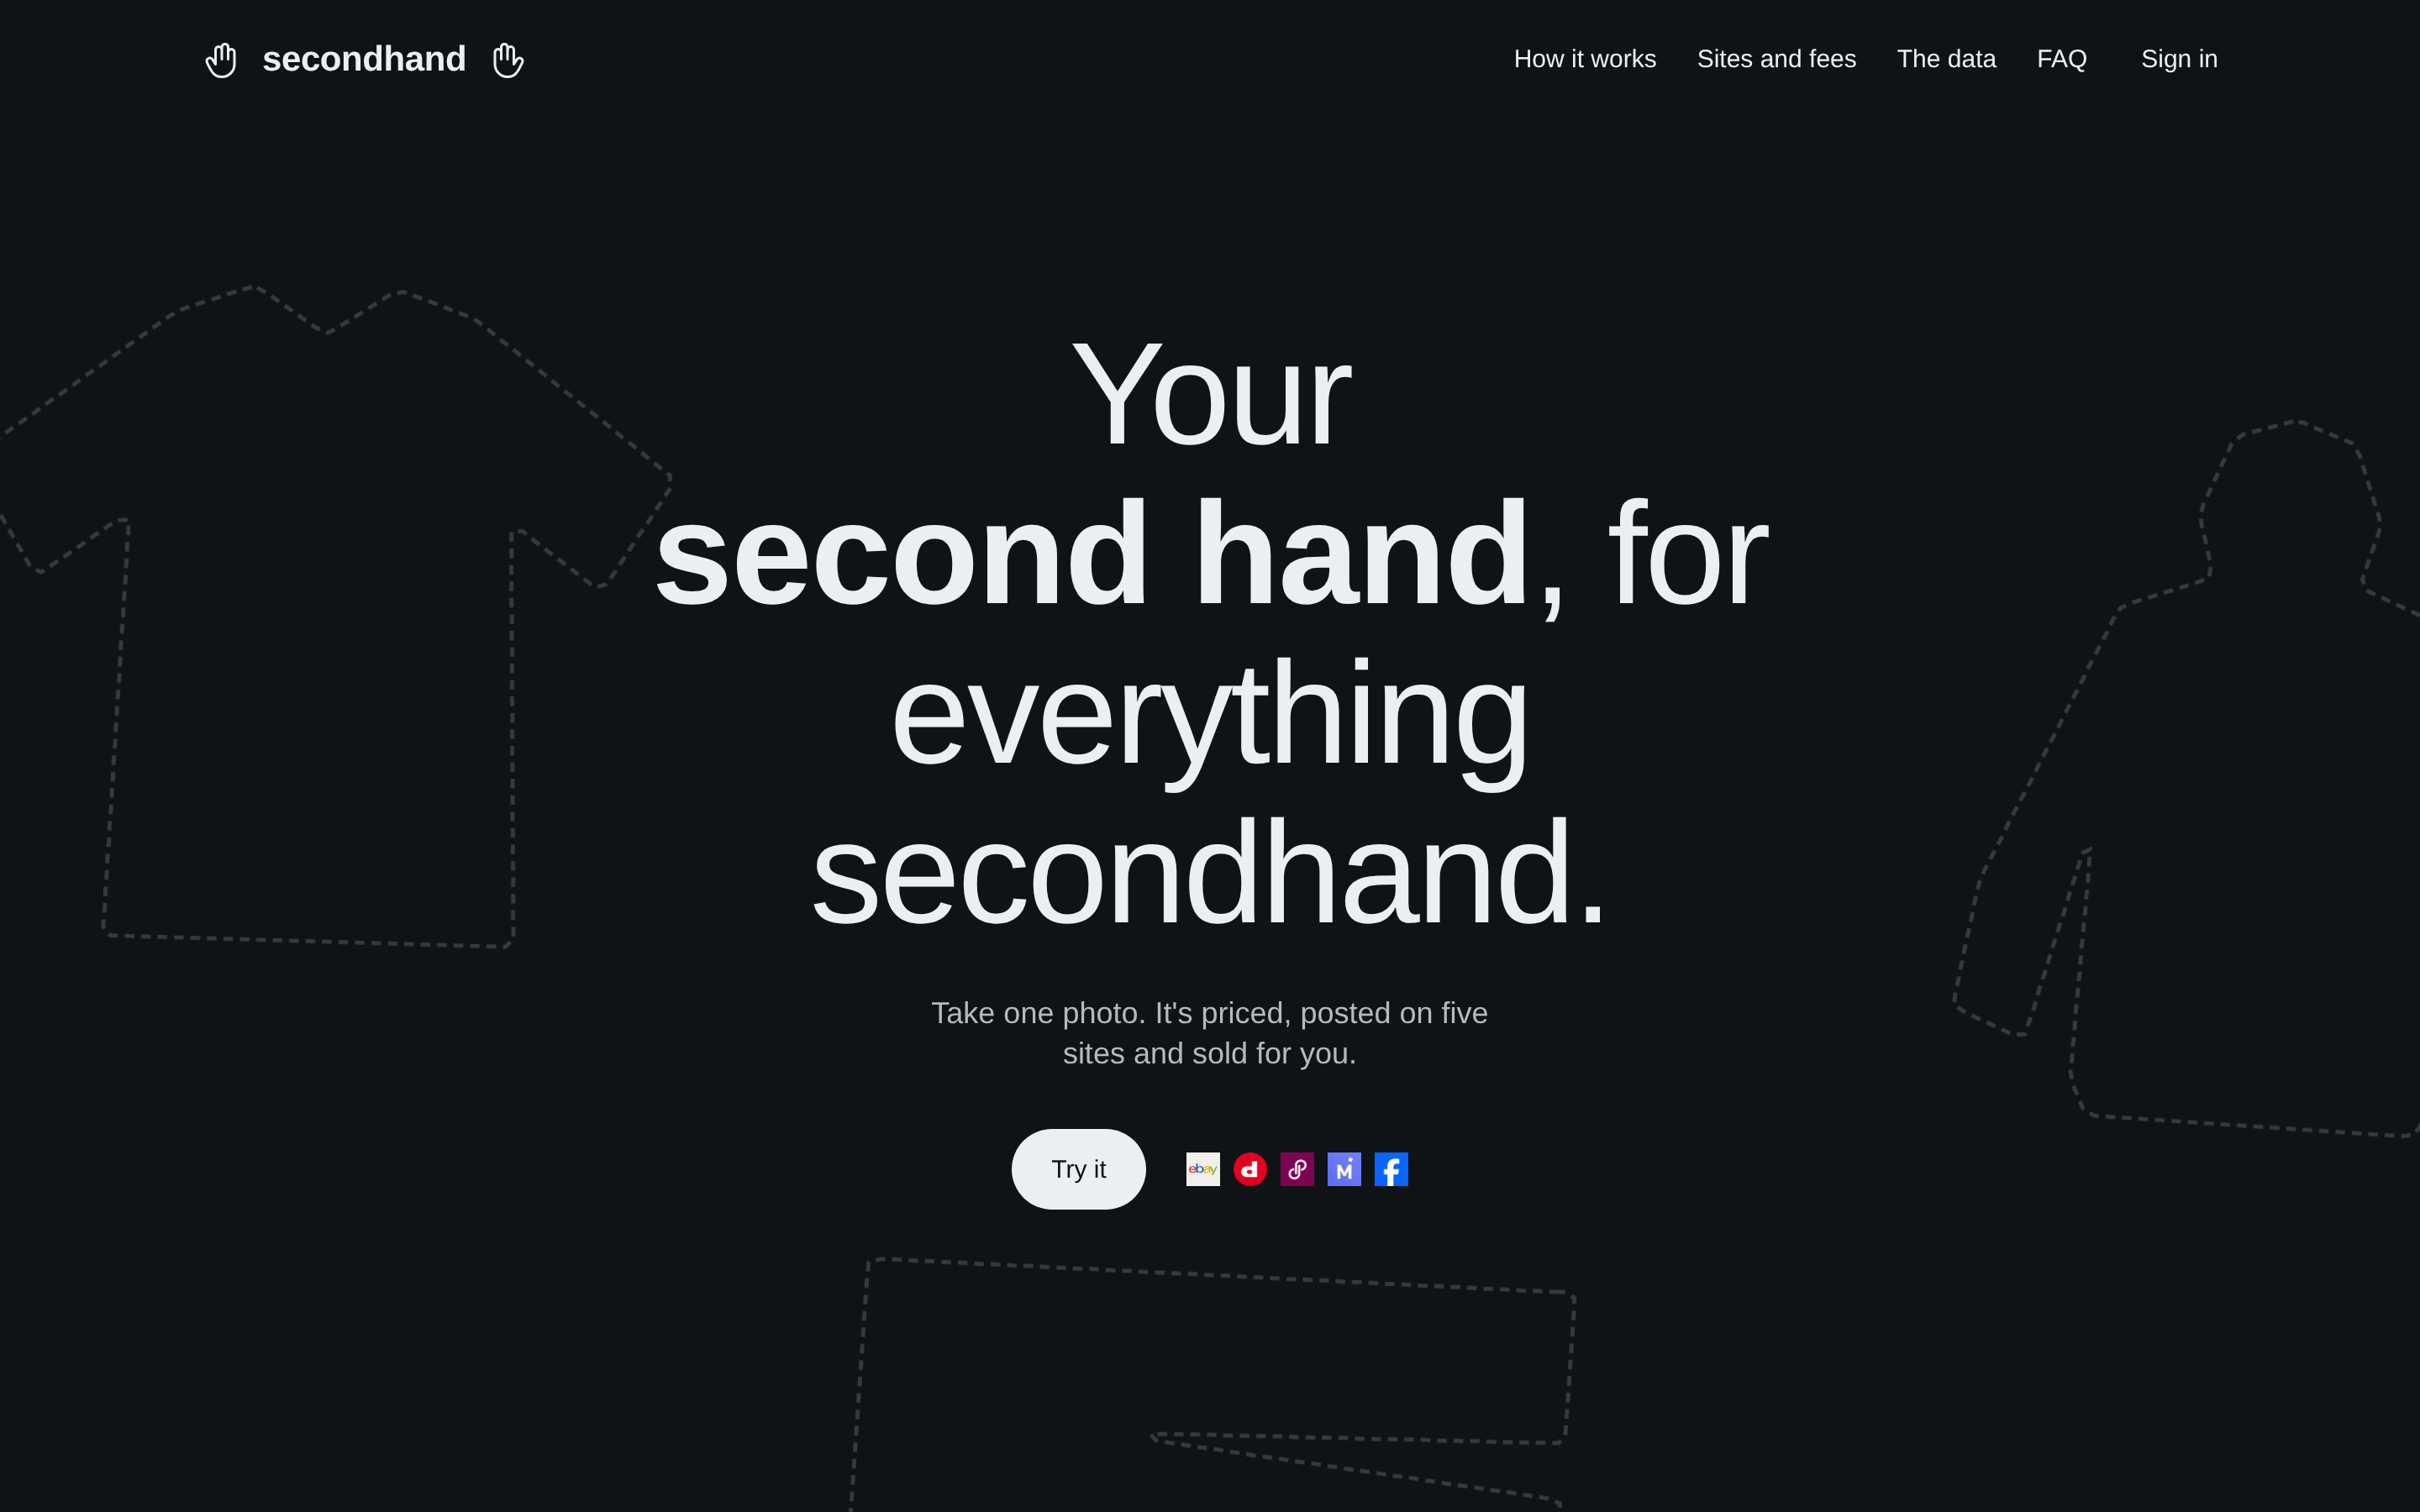 secondhand
How it works
Sites and fees
The data
FAQ
Sign in
Your
second hand, for
everything
secondhand.
Take one photo. It's priced, posted on five
sites and sold for you.
Try it
ebay